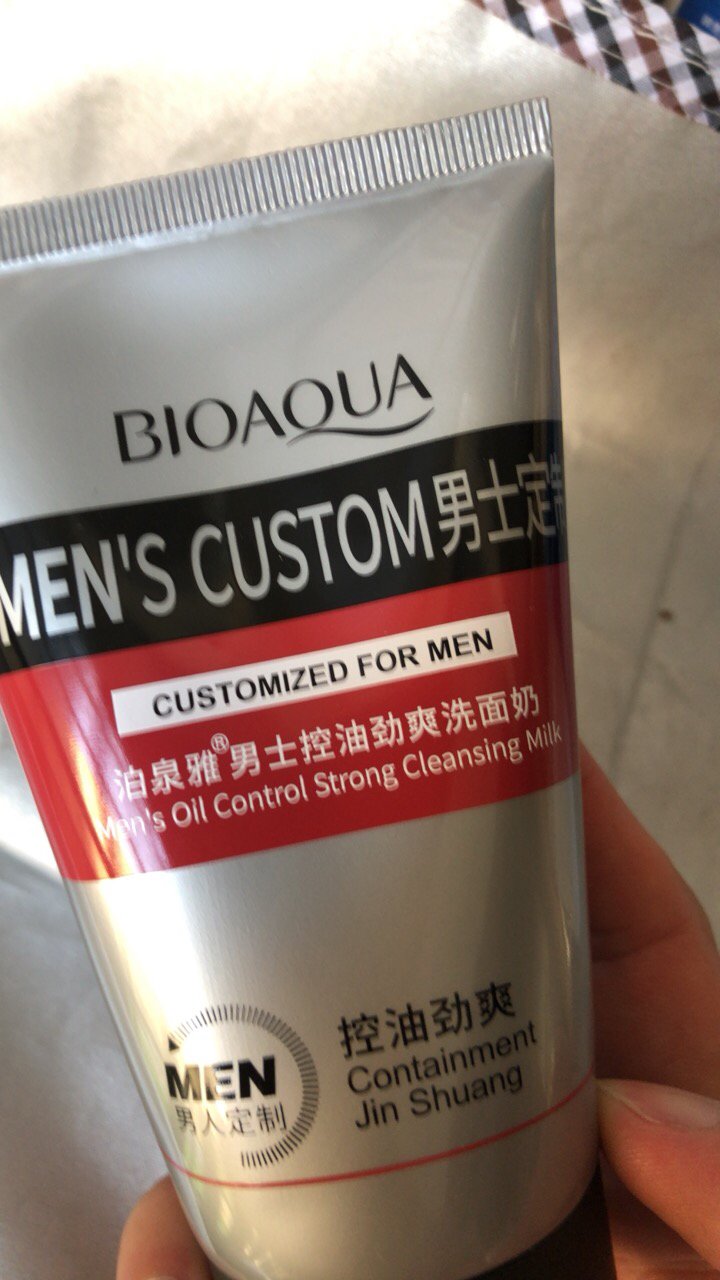 BIOAQUA
MEN'S CUSTOM男士定制
CUSTOMIZED FOR MEN
泊泉雅®男士控油劲爽洗面奶
Men's Oil Control Strong Cleansing Milk
MEN
男人定制
控油劲爽
Containment
Jin Shuang